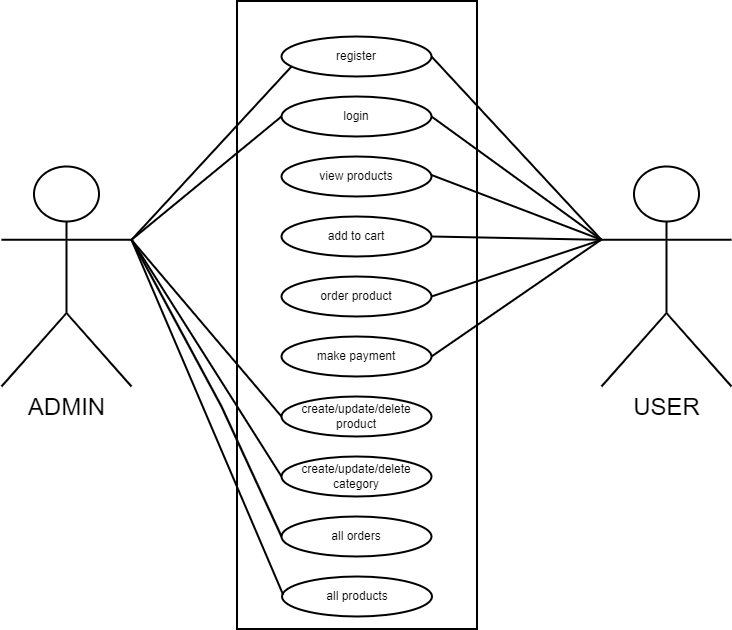 register
login
view products
add to cart
order product
make payment
ADMIN
USER
create/update/delete
product
create/update/delete
category
all orders
all products